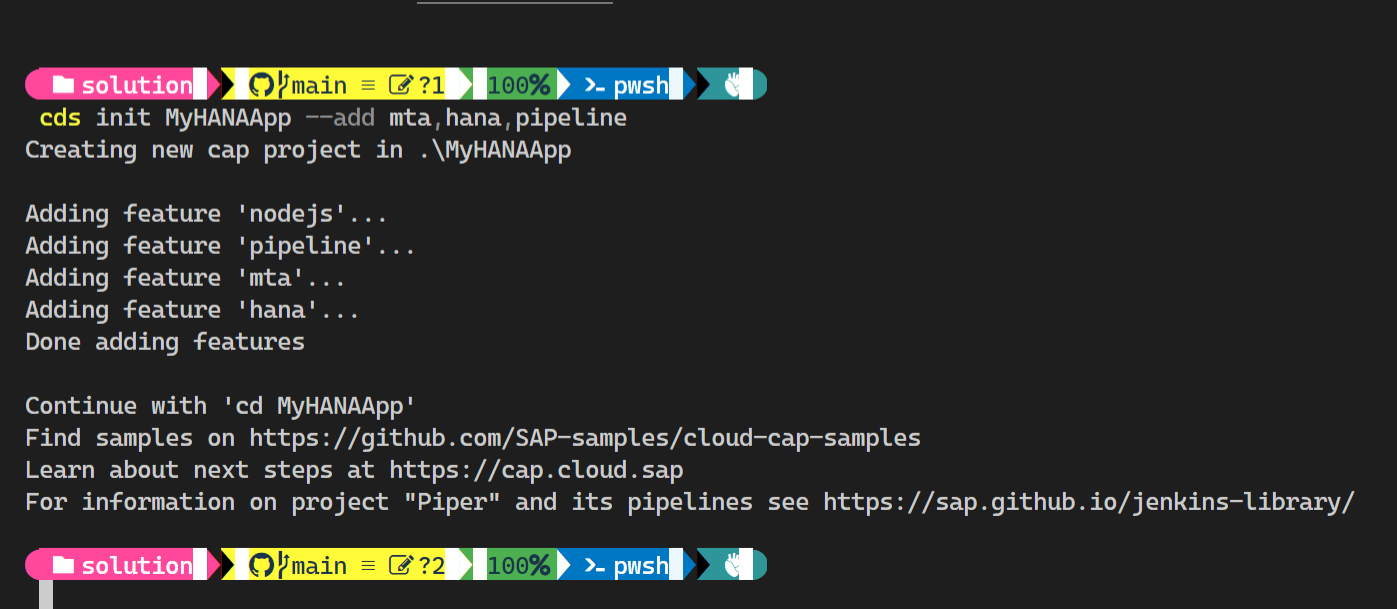 solution main ≡ ?1 100% >_ pwsh
cds init MyHANAApp --add mta,hana,pipeline
Creating new cap project in .\MyHANAApp
Adding feature 'nodejs'...
Adding feature 'pipeline'...
Adding feature 'mta'...
Adding feature 'hana'...
Done adding features
Continue with 'cd MyHANAApp'
Find samples on https://github.com/SAP-samples/cloud-cap-samples
Learn about next steps at https://cap.cloud.sap
For information on project "Piper" and its pipelines see https://sap.github.io/jenkins-library/
solution main ≡ ?2 100% >_ pwsh